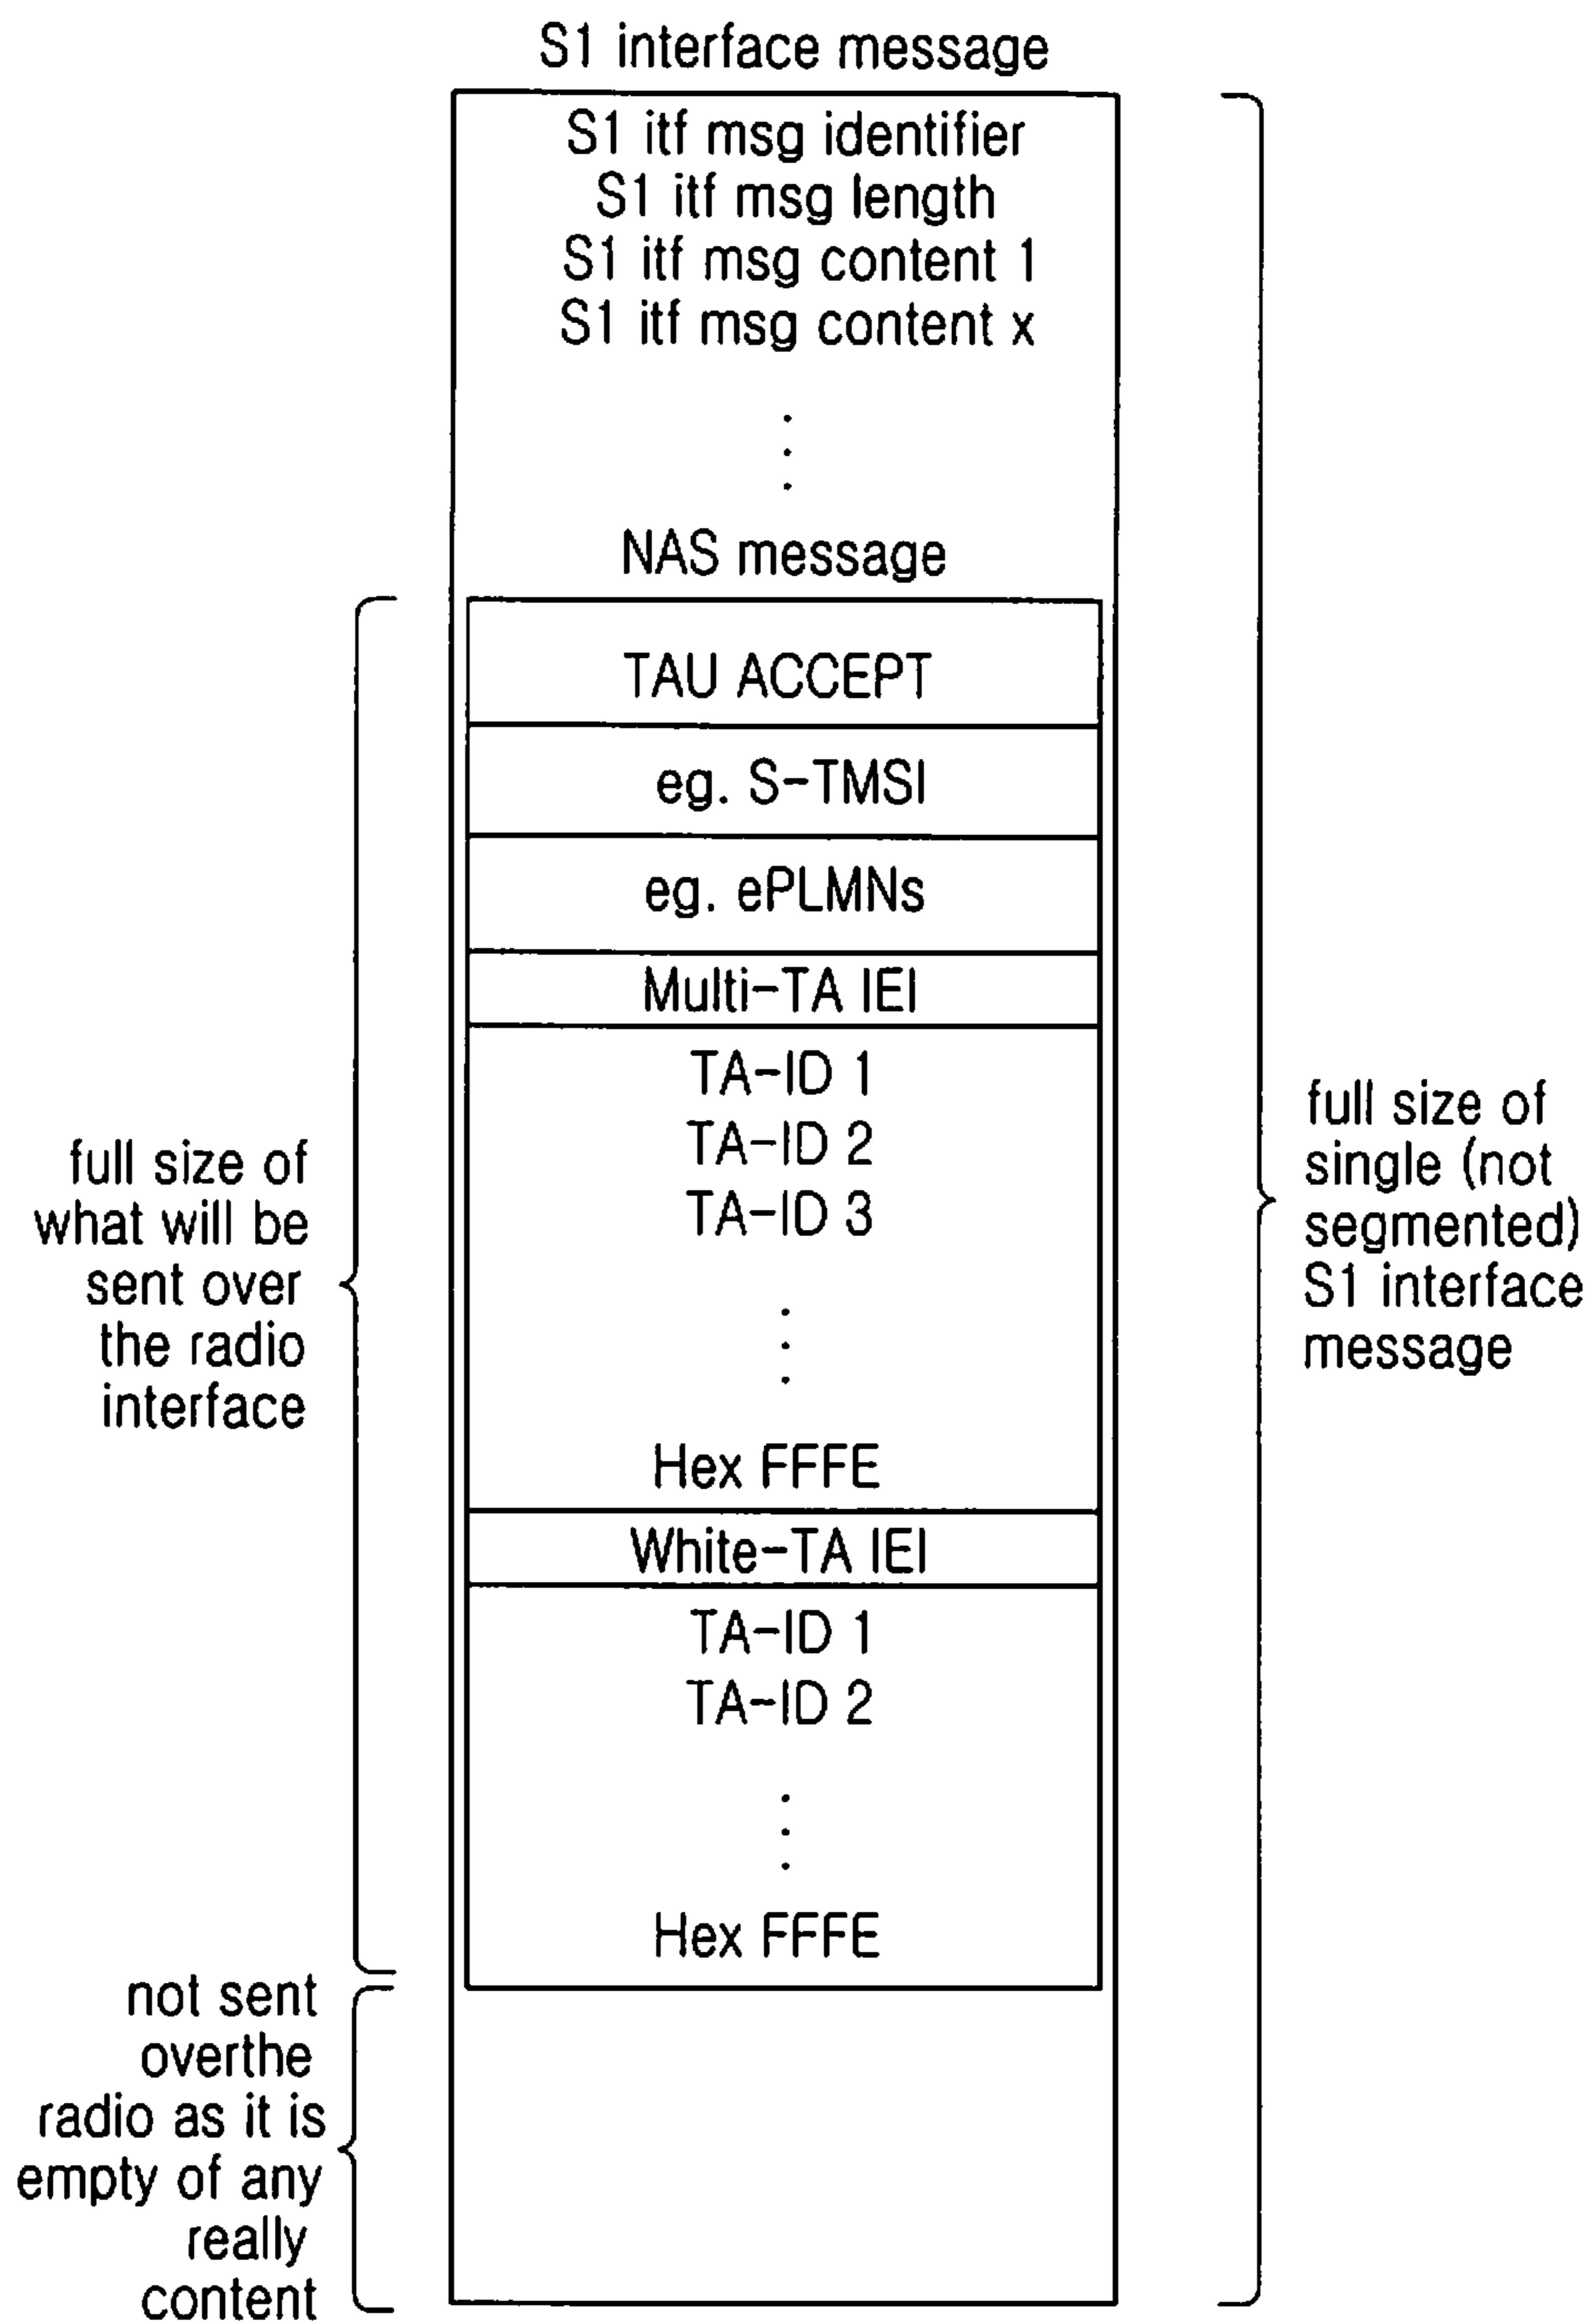 S1 interface message
S1 itf msg identifier
S1 itf msg length
S1 itf msg content 1
S1 itf msg content x
NAS message
TAU ACCEPT
eg. S-TMSI
eg. ePLMNs
Multi-TA IEI
TA-ID 1
TA-ID 2
TA-ID 3
Hex FFFE
White-TA IEI
TA-ID 1
TA-ID 2
Hex FFFE
full size of
what will be
sent over
the radio
interface
not sent
overthe
radio as it is
empty of any
really
content
full size of
single (not
segmented)
S1 interface
message